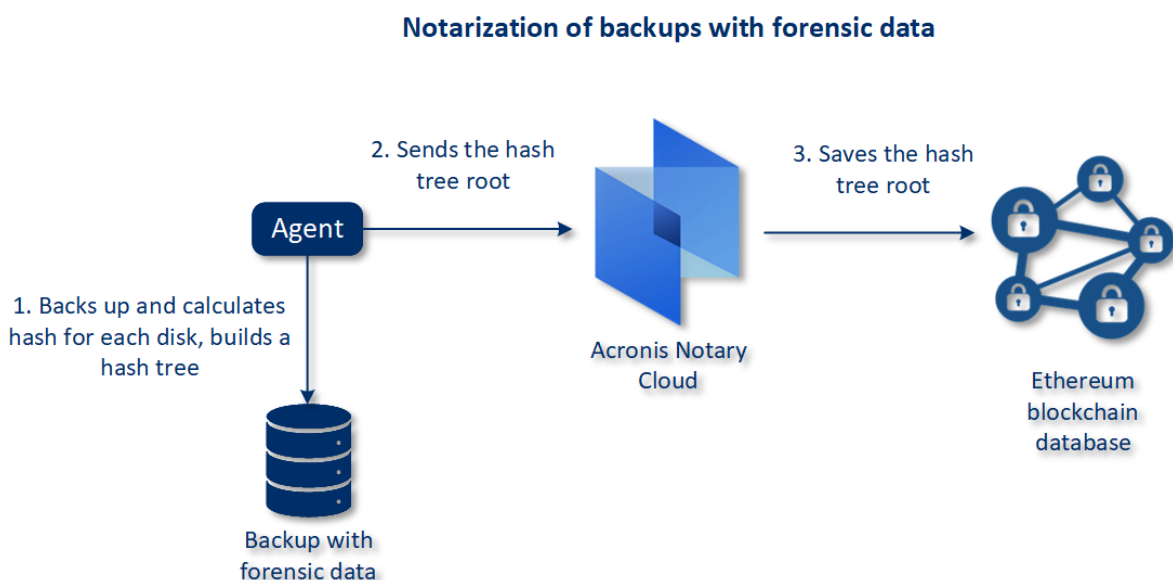 Notarization of backups with forensic data
2. Sends the hash
tree root
3. Saves the hash
tree root
Agent
1. Backs up and calculates
hash for each disk, builds a
hash tree
Acronis Notary
Cloud
Ethereum
blockchain
database
Backup with
forensic data